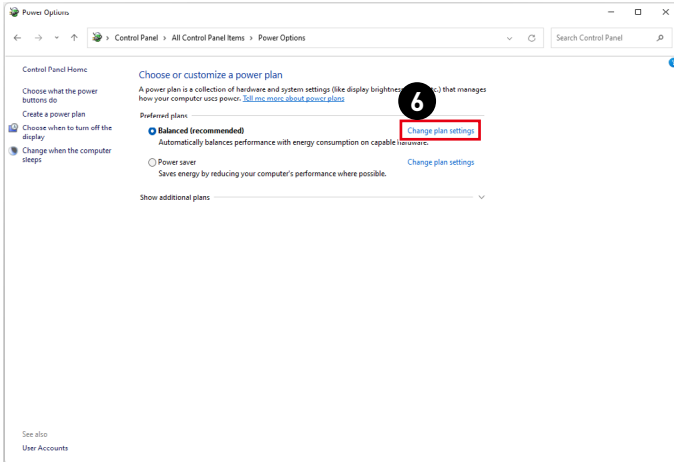 Power Options
Control Panel > All Control Panel Items > Power Options
Search Control Panel
Control Panel Home
Choose what the power
buttons do
Create a power plan
Choose when to turn off the
display
Change when the computer
sleeps
Choose or customize a power plan
A power plan is a collection of hardware and system settings (like display brightness, etc.) that manages
how your computer uses power. Tell me more about power plans
6
Preferred plans
Balanced (recommended)
Change plan settings
Automatically balances performance with energy consumption on capable hardware.
Power saver
Change plan settings
Saves energy by reducing your computer's performance where possible.
Show additional plans
See also
User Accounts